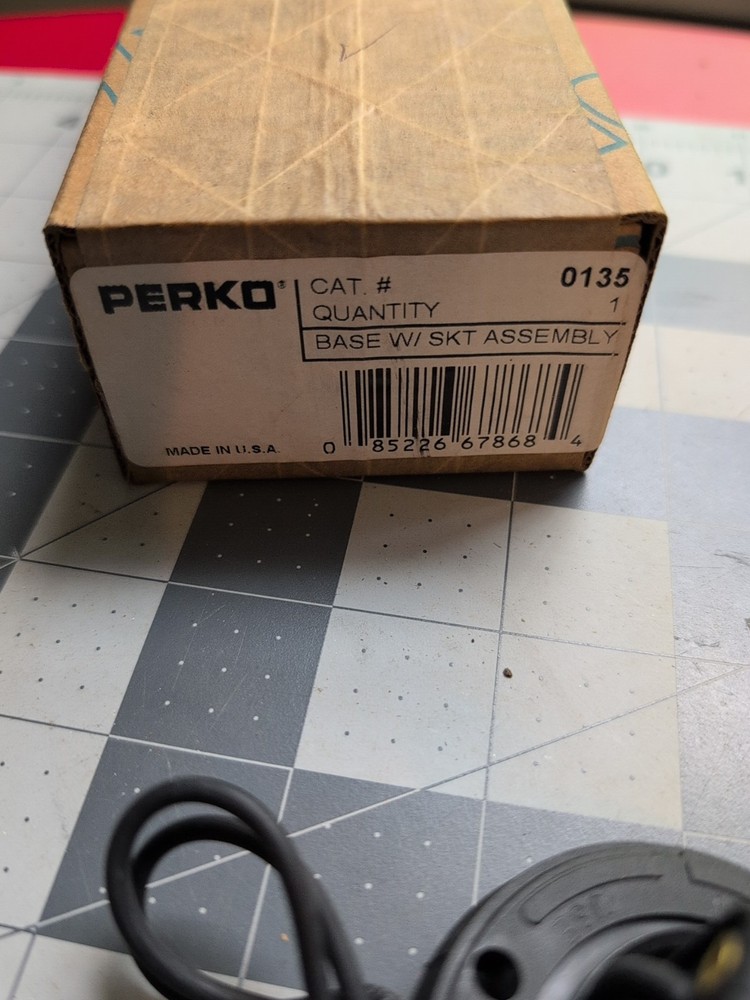 PERKO®
CAT. # 0135
QUANTITY 1
BASE W/ SKT ASSEMBLY
MADE IN U.S.A.
0 85226 67868 4